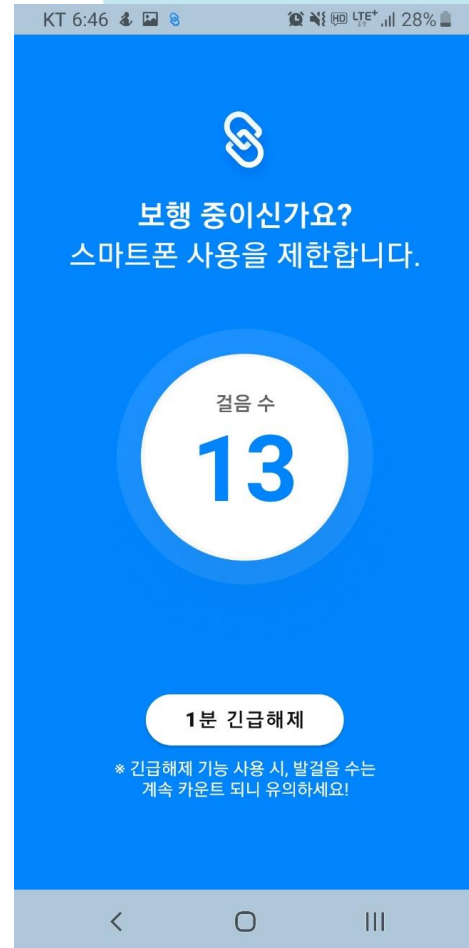 KT 6:46
HD LTE+ 28%
보행 중이신가요?
스마트폰 사용을 제한합니다.
걸음 수
13
1분 긴급해제
※ 긴급해제 기능 사용 시, 발걸음 수는
계속 카운트 되니 유의하세요!